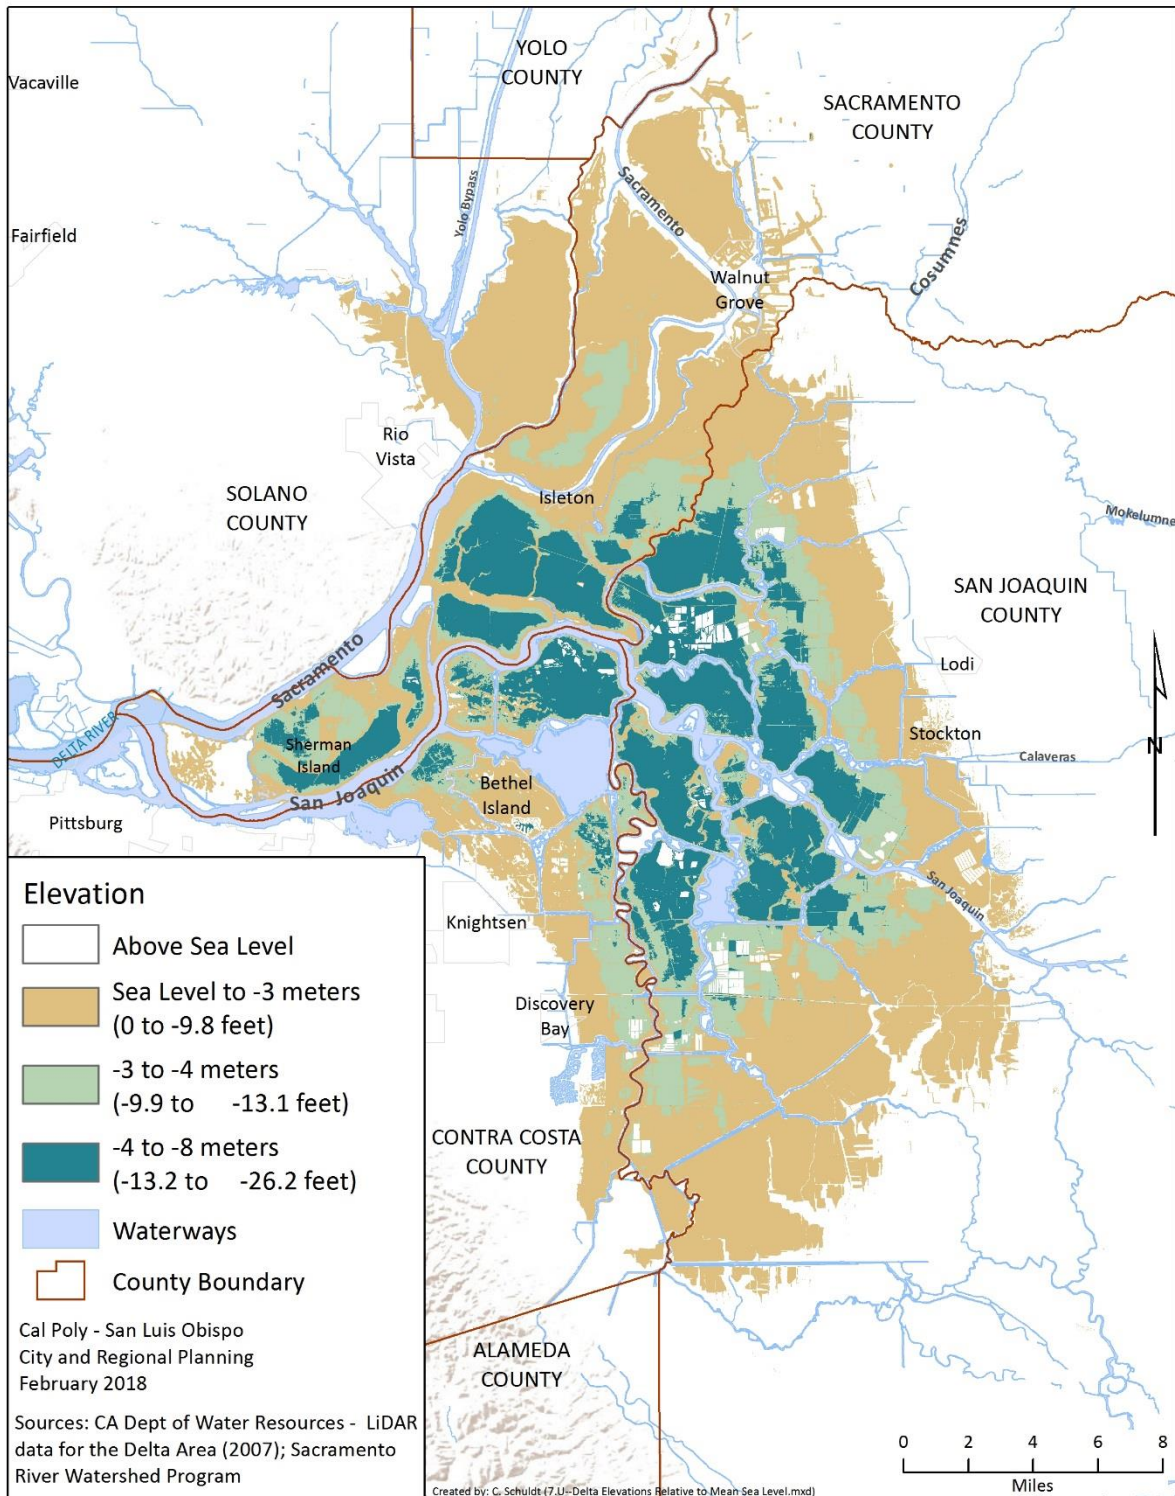 7
YOLO
COUNTY
Vacaville
SACRAMENTO
COUNTY
Yolo Bypass
Sacramento
Fairfield
Cosumnes
Walnut
Grove
Rio
Vista
SOLANO
COUNTY
Isleton
Mokelumne
SAN JOAQUIN
COUNTY
Lodi
Sacramento
DELTA RIVER
Sherman
Island
Stockton
N
Calaveras
San Joaquin
Bethel
Island
Pittsburg
San Joaquin
Knightsen
Discovery
Bay
CONTRA COSTA
COUNTY
ALAMEDA
COUNTY
Elevation
Above Sea Level
Sea Level to -3 meters
(0 to -9.8 feet)
-3 to -4 meters
(-9.9 to -13.1 feet)
-4 to -8 meters
(-13.2 to -26.2 feet)
Waterways
County Boundary
Cal Poly - San Luis Obispo
City and Regional Planning
February 2018
Sources: CA Dept of Water Resources - LiDAR
data for the Delta Area (2007); Sacramento
River Watershed Program
0 2 4 6 8
Miles
Created by: C. Schuldt (7.U--Delta Elevations Relative to Mean Sea Level.mxd)